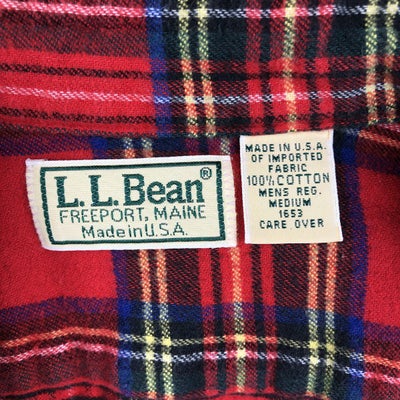 L.L.Bean®
FREEPORT, MAINE
Made in U.S.A.
MADE IN U.S.A.
OF IMPORTED
FABRIC
100% COTTON
MENS REG.
MEDIUM
1653
CARE OVER